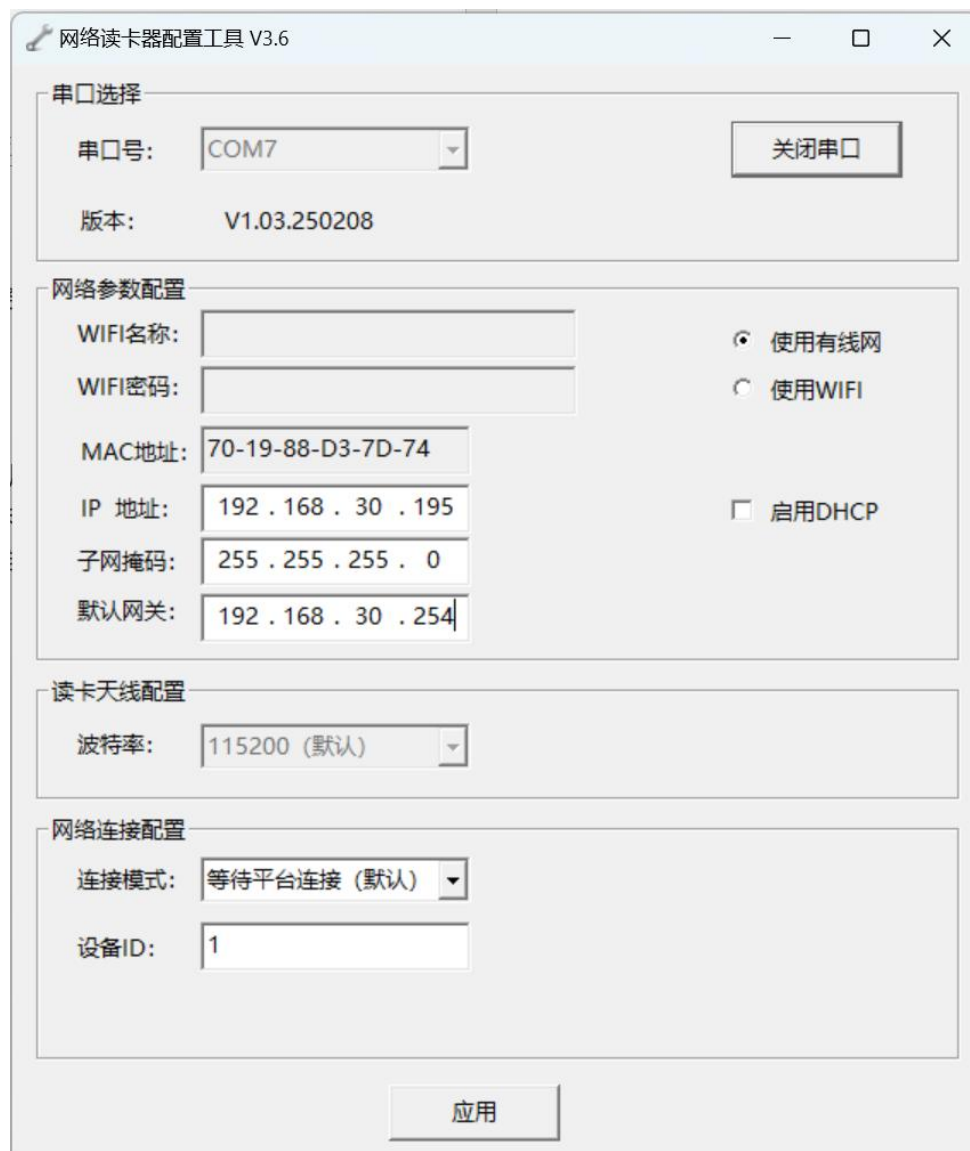 网络读卡器配置工具 V3.6
串口选择
串口号: COM7 关闭串口
版本: V1.03.250208
网络参数配置
WIFI名称: 使用有线网
WIFI密码: 使用WIFI
MAC地址: 70-19-88-D3-7D-74
IP 地址: 192 . 168 . 30 . 195 启用DHCP
子网掩码: 255 . 255 . 255 . 0
默认网关: 192 . 168 . 30 . 254
读卡天线配置
波特率: 115200 (默认)
网络连接配置
连接模式: 等待平台连接 (默认)
设备ID: 1
应用